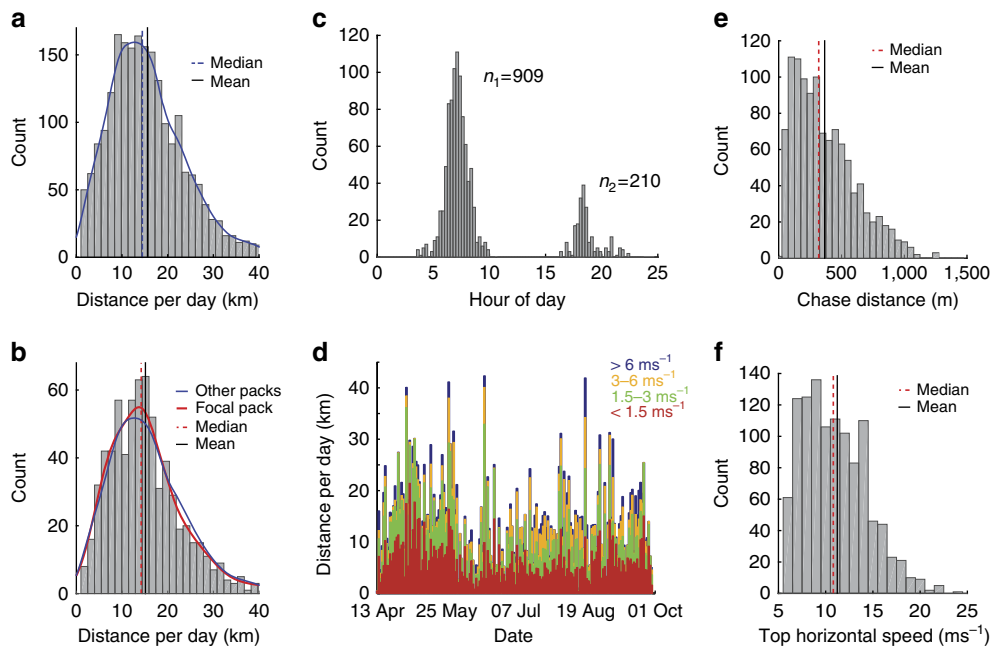 a
Count
150
100
50
0
0 10 20 30 40
Distance per day (km)
Median
Mean
b
Count
60
40
20
0
0 10 20 30 40
Distance per day (km)
Other packs
Focal pack
Median
Mean
c
Count
120
100
80
60
40
20
0
0 5 10 15 20 25
Hour of day
n₁=909
n₂=210
d
Distance per day (km)
40
30
20
10
0
13 Apr 25 May 07 Jul 19 Aug 01 Oct
Date
> 6 ms⁻¹
3–6 ms⁻¹
1.5–3 ms⁻¹
< 1.5 ms⁻¹
e
Count
120
100
80
60
40
20
0
0 500 1,000 1,500
Chase distance (m)
Median
Mean
f
Count
140
120
100
80
60
40
20
0
5 10 15 20 25
Top horizontal speed (ms⁻¹)
Median
Mean